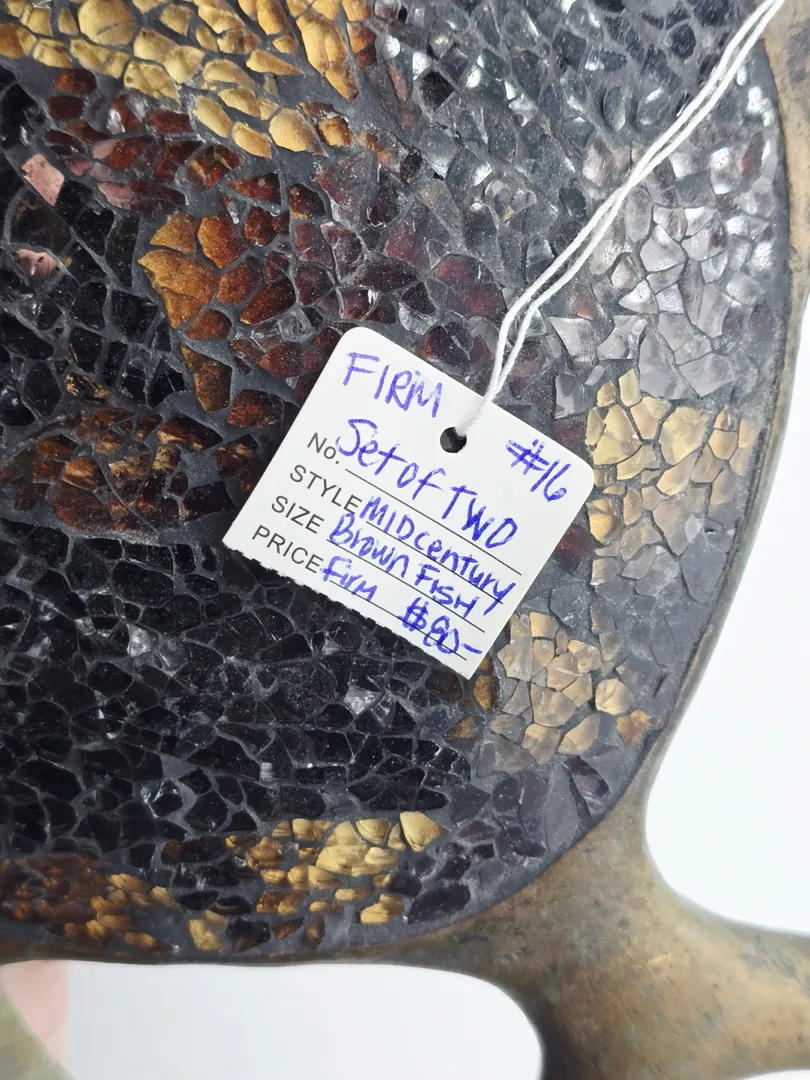 FIRM
#16
No. Set of TWO
STYLE MIDcentury
SIZE Brown FISH
PRICE Firm $80-